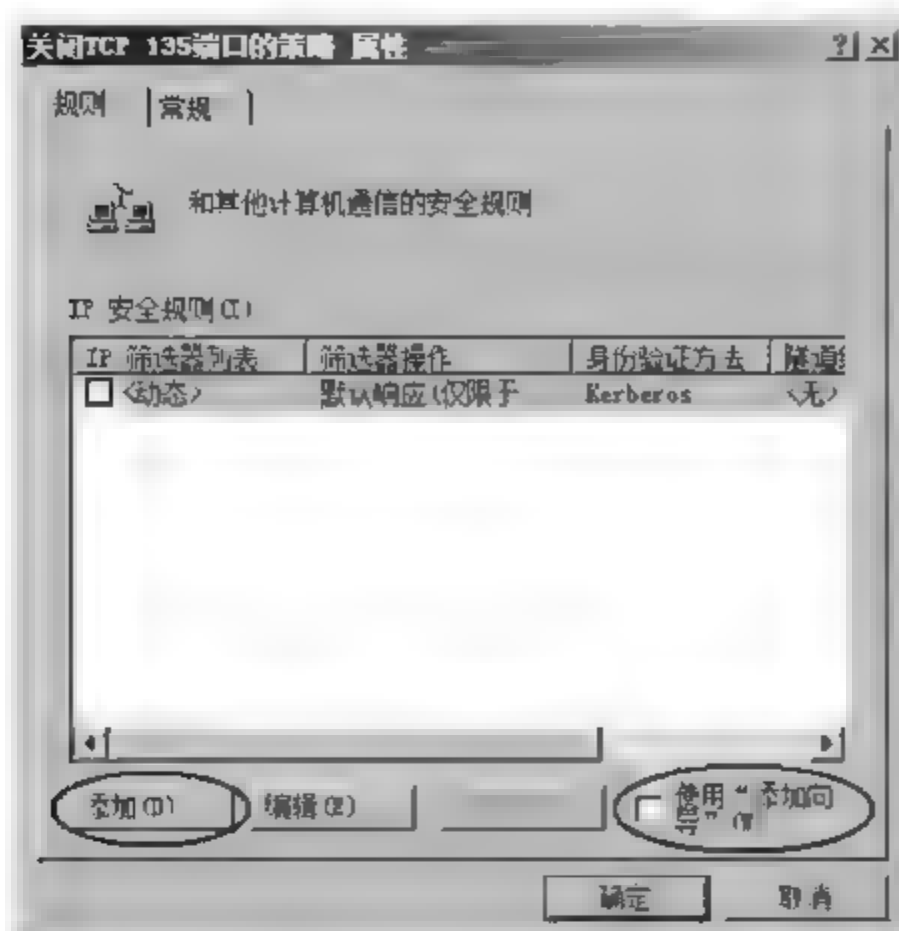 关闭TCP 135端口的策略 属性
规则 常规
和其他计算机通信的安全规则
IP 安全规则(I)
IP 筛选器列表 筛选器操作 身份验证方法 隧道
<动态> 默认响应(仅限于 Kerberos <无>
添加(D) 编辑(E) 使用"添加向
导"(W
确定 取消